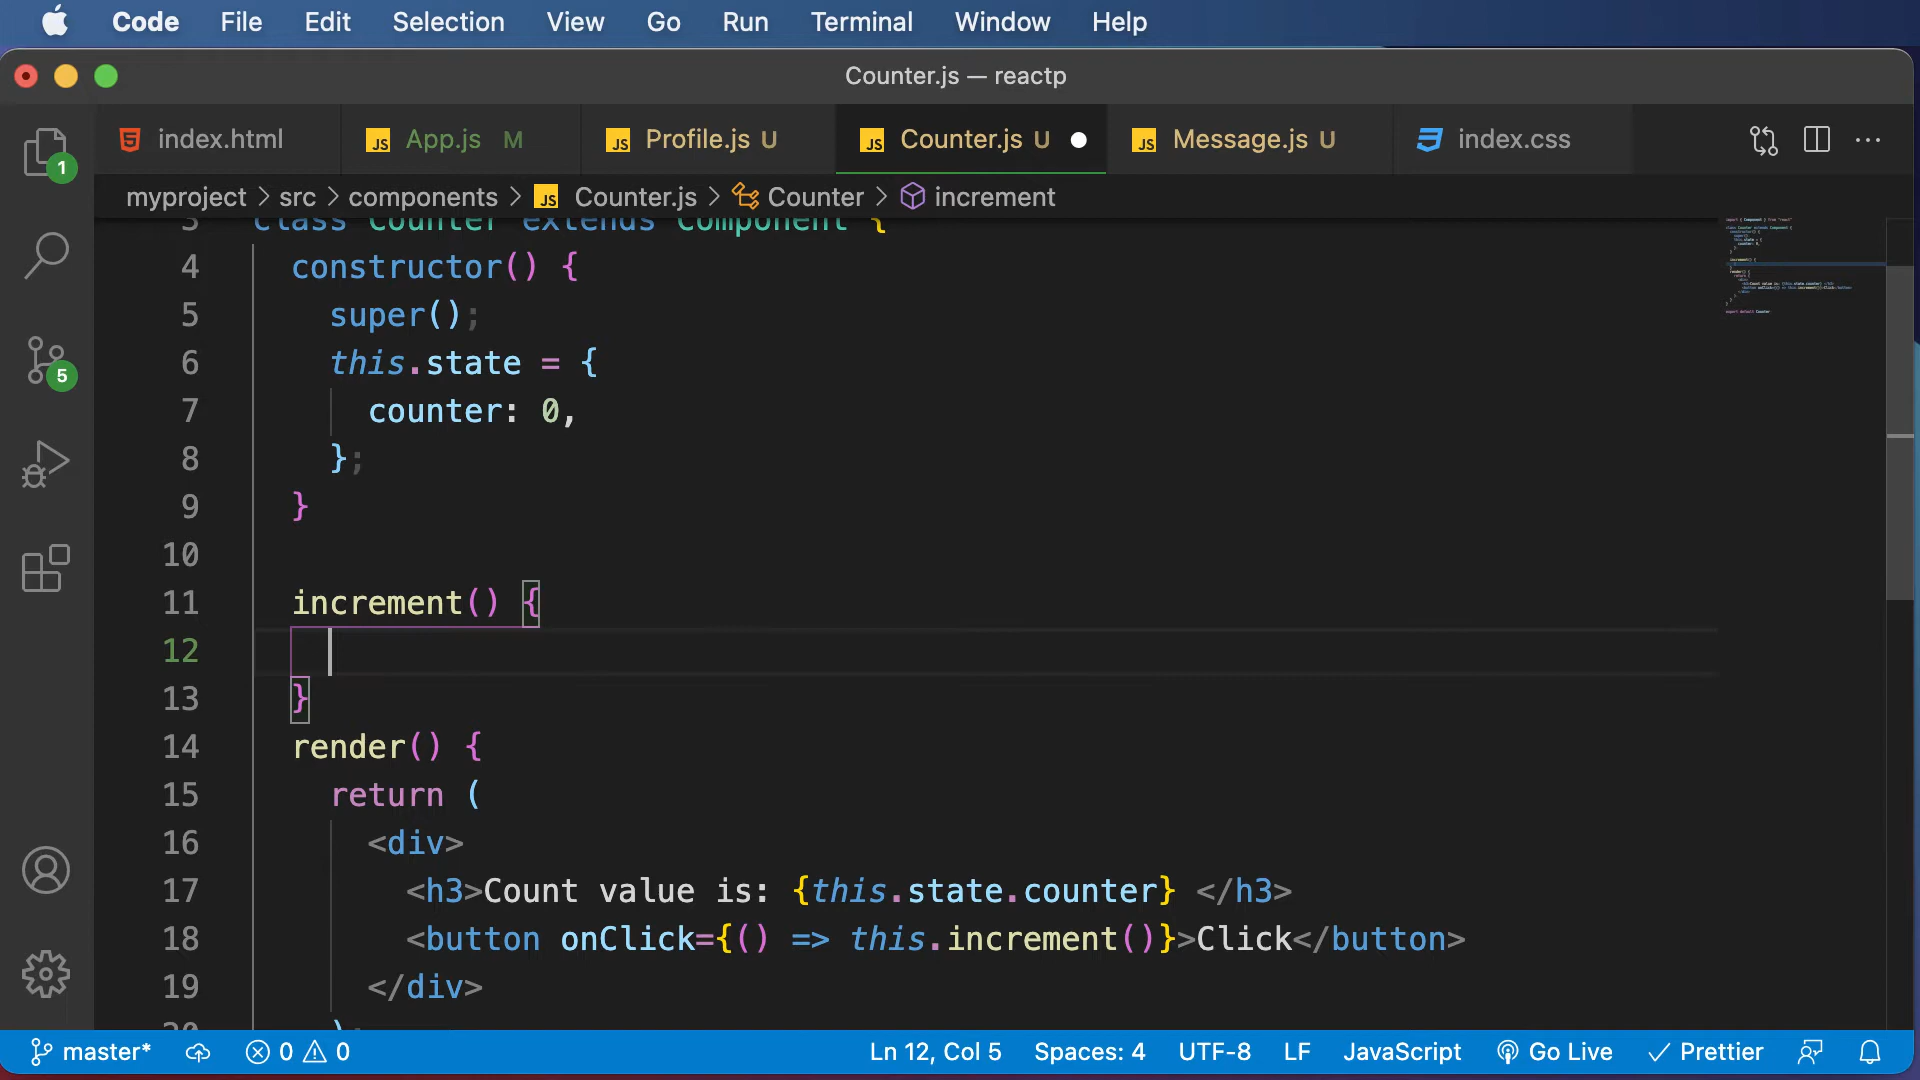 Code File Edit Selection View Go Run Terminal Window Help
Counter.js — reactp
index.html App.js M Profile.js U Counter.js U Message.js U index.css
myproject > src > components > Counter.js > Counter > increment
1
5
3 class Counter extends Component {
4 constructor() {
5 super();
6 this.state = {
7 counter: 0,
8 };
9 }
10
11 increment() {
12
13 }
14 render() {
15 return (
16 <div>
17 <h3>Count value is: {this.state.counter} </h3>
18 <button onClick={() => this.increment()}>Click</button>
19 </div>
20 );
master* 0 0 Ln 12, Col 5 Spaces: 4 UTF-8 LF JavaScript Go Live Prettier